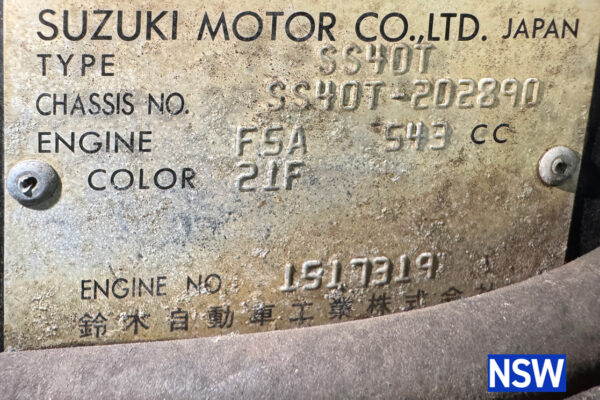 SUZUKI MOTOR CO.,LTD. JAPAN
TYPE SS40T
CHASSIS NO. SS40T-202890
ENGINE F5A 543 CC
COLOR 21F
ENGINE NO. 1517319
鈴木自動車工業株式会
NSW